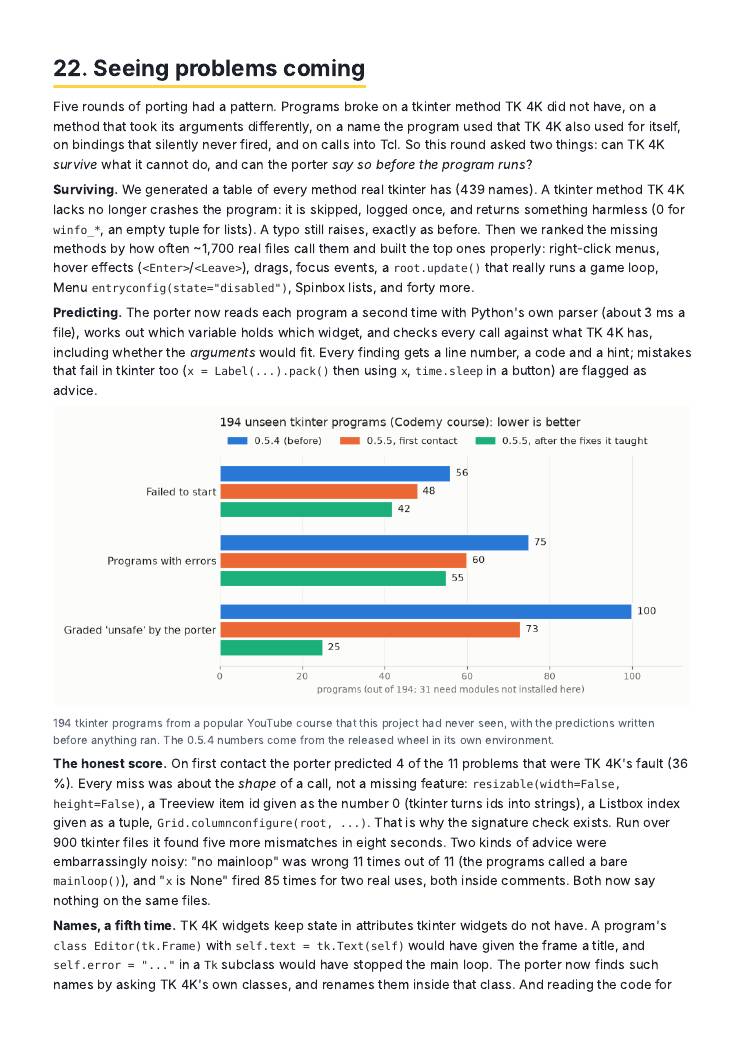 22. Seeing problems coming
Five rounds of porting had a pattern. Programs broke on a tkinter method TK 4K did not have, on a
method that took its arguments differently, on a name the program used that TK 4K also used for itself,
on bindings that silently never fired, and on calls into Tcl. So this round asked two things: can TK 4K
survive what it cannot do, and can the porter say so before the program runs?
Surviving. We generated a table of every method real tkinter has (439 names). A tkinter method TK 4K
lacks no longer crashes the program: it is skipped, logged once, and returns something harmless (0 for
winfo_*, an empty tuple for lists). A typo still raises, exactly as before. Then we ranked the missing
methods by how often ~1,700 real files call them and built the top ones properly: right-click menus,
hover effects (<Enter>/<Leave>), drags, focus events, a root.update() that really runs a game loop,
Menu entryconfig(state="disabled"), Spinbox lists, and forty more.
Predicting. The porter now reads each program a second time with Python's own parser (about 3 ms a
file), works out which variable holds which widget, and checks every call against what TK 4K has,
including whether the arguments would fit. Every finding gets a line number, a code and a hint; mistakes
that fail in tkinter too (x = Label(...).pack() then using x, time.sleep in a button) are flagged as
advice.
194 unseen tkinter programs (Codemy course): lower is better
0.5.4 (before) 0.5.5, first contact 0.5.5, after the fixes it taught
Failed to start
56
48
42
Programs with errors
75
60
55
Graded 'unsafe' by the porter
100
73
25
0 20 40 60 80 100
programs (out of 194; 31 need modules not installed here)
194 tkinter programs from a popular YouTube course that this project had never seen, with the predictions written
before anything ran. The 0.5.4 numbers come from the released wheel in its own environment.
The honest score. On first contact the porter predicted 4 of the 11 problems that were TK 4K's fault (36
%). Every miss was about the shape of a call, not a missing feature: resizable(width=False,
height=False), a Treeview item id given as the number 0 (tkinter turns ids into strings), a Listbox index
given as a tuple, Grid.columnconfigure(root, ...). That is why the signature check exists. Run over
900 tkinter files it found five more mismatches in eight seconds. Two kinds of advice were
embarrassingly noisy: "no mainloop" was wrong 11 times out of 11 (the programs called a bare
mainloop()), and "x is None" fired 85 times for two real uses, both inside comments. Both now say
nothing on the same files.
Names, a fifth time. TK 4K widgets keep state in attributes tkinter widgets do not have. A program's
class Editor(tk.Frame) with self.text = tk.Text(self) would have given the frame a title, and
self.error = "..." in a Tk subclass would have stopped the main loop. The porter now finds such
names by asking TK 4K's own classes, and renames them inside that class. And reading the code for